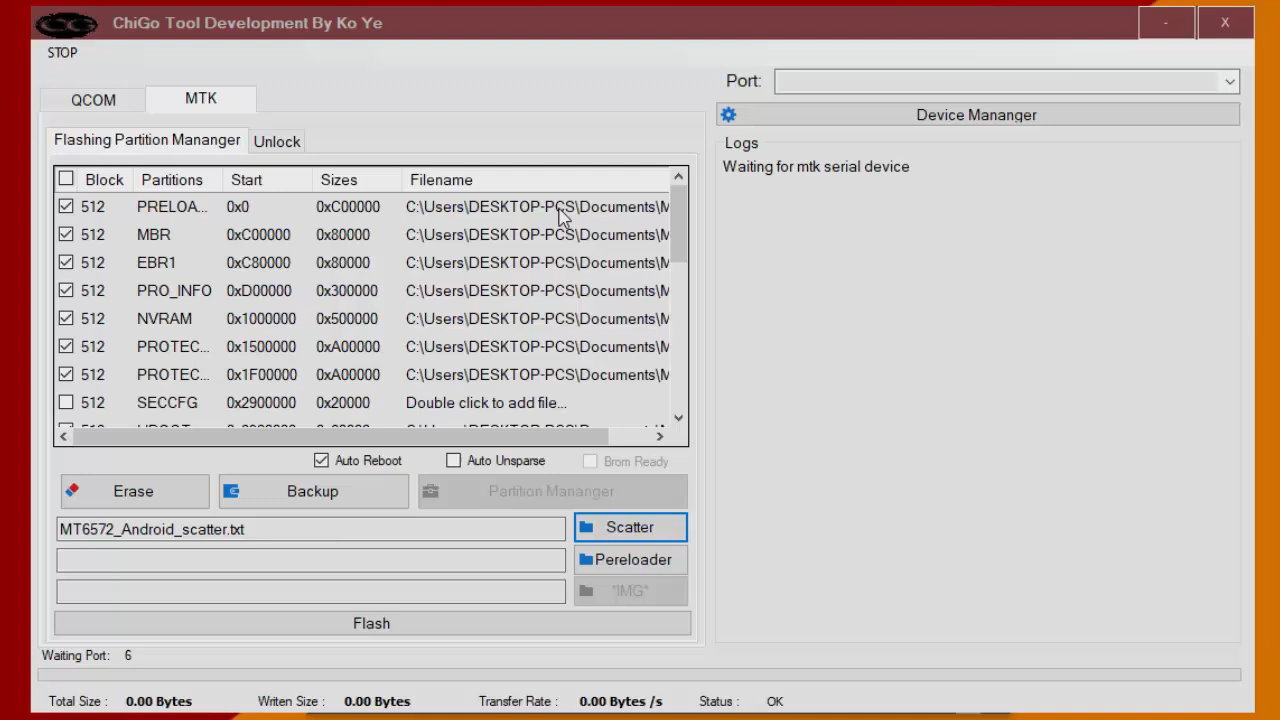 ChiGo Tool Development By Ko Ye
- X
STOP
Port:
QCOM MTK
Device Mananger
Flashing Partition Mananger Unlock
Logs
Waiting for mtk serial device
Block Partitions Start Sizes Filename
512 PRELOA... 0x0 0xC00000 C:\Users\DESKTOP-PCS\Documents\M
512 MBR 0xC00000 0x80000 C:\Users\DESKTOP-PCS\Documents\M
512 EBR1 0xC80000 0x80000 C:\Users\DESKTOP-PCS\Documents\M
512 PRO_INFO 0xD00000 0x300000 C:\Users\DESKTOP-PCS\Documents\M
512 NVRAM 0x1000000 0x500000 C:\Users\DESKTOP-PCS\Documents\M
512 PROTEC... 0x1500000 0xA00000 C:\Users\DESKTOP-PCS\Documents\M
512 PROTEC... 0x1F00000 0xA00000 C:\Users\DESKTOP-PCS\Documents\M
512 SECCFG 0x2900000 0x20000 Double click to add file...
Auto Reboot Auto Unsparse Brom Ready
Erase Backup Partition Mananger
MT6572_Android_scatter.txt Scatter
Pereloader
*IMG*
Flash
Waiting Port: 6
Total Size : 0.00 Bytes Writen Size : 0.00 Bytes Transfer Rate : 0.00 Bytes /s Status : OK